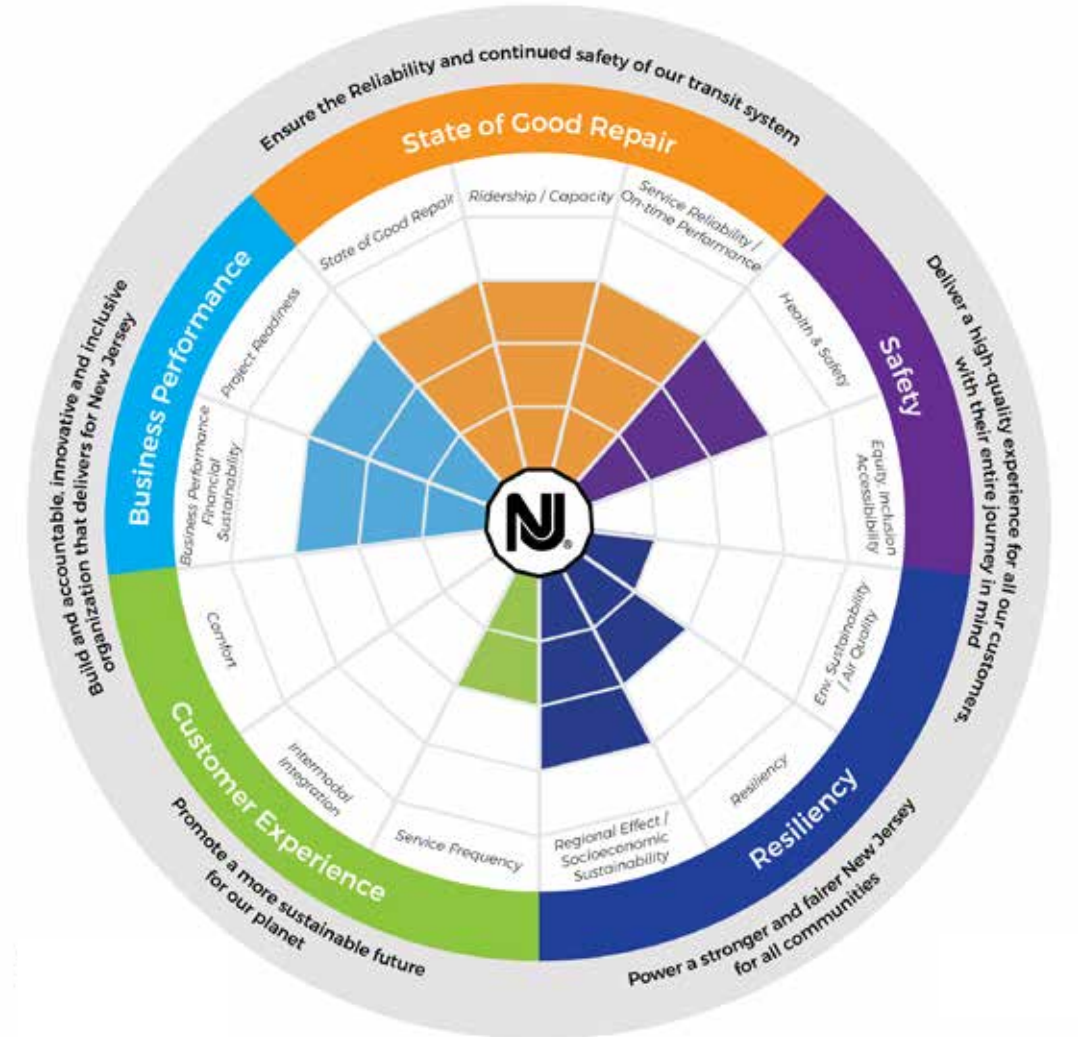 Ensure the Reliability and continued safety of our transit system
State of Good Repair
State of Good Repair
Ridership / Capacity
Service Reliability /
On-time Performance
Safety
Health & Safety
Equity, Inclusion
Accessibibility
Deliver a high-quality experience for all our customers,
with their entire journey in mind
Resiliency
Env. Sustainability
/ Air Quality
Resiliency
Regional Effect /
Socioeconomic
Sustainability
Power a stronger and fairer New Jersey
for all communities
Customer Experience
Service Frequency
Intermodal
Integration
Comfort
Promote a more sustainable future
for our planet
Business Performance
Business Performance
Financial
Sustainability
Project Readiness
Build and accountable, innovative and inclusive
organization that delivers for New Jersey
NJ
®